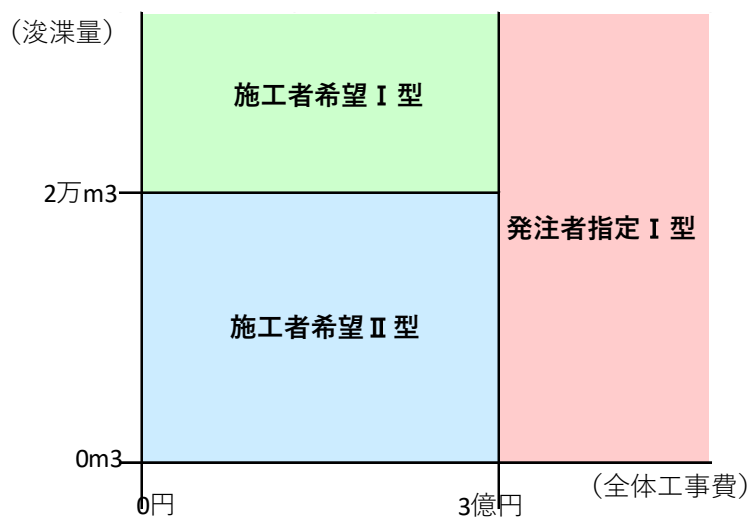 （浚渫量）
施工者希望Ⅰ型
2万m3
発注者指定Ⅰ型
施工者希望Ⅱ型
0m3
（全体工事費）
0円
3億円